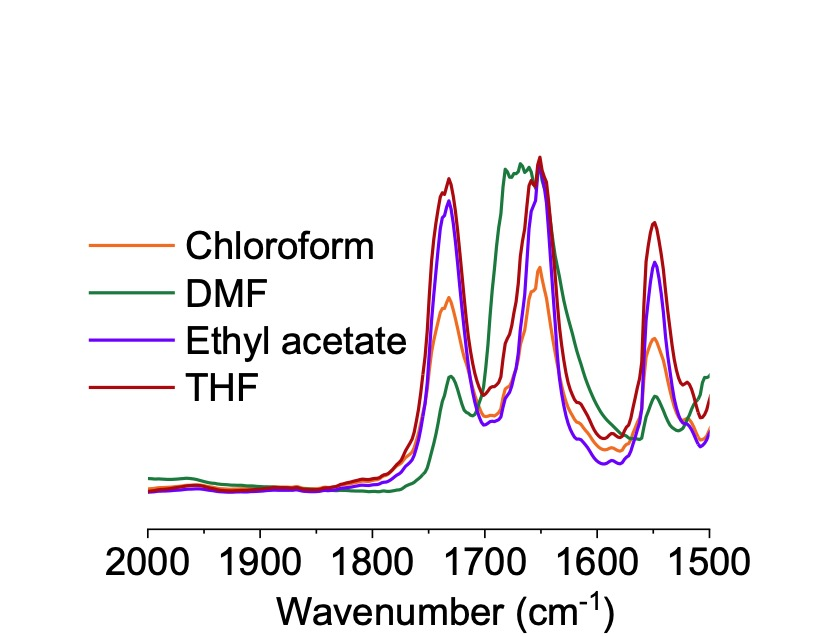 Chloroform
DMF
Ethyl acetate
THF
2000 1900 1800 1700 1600 1500
Wavenumber (cm⁻¹)